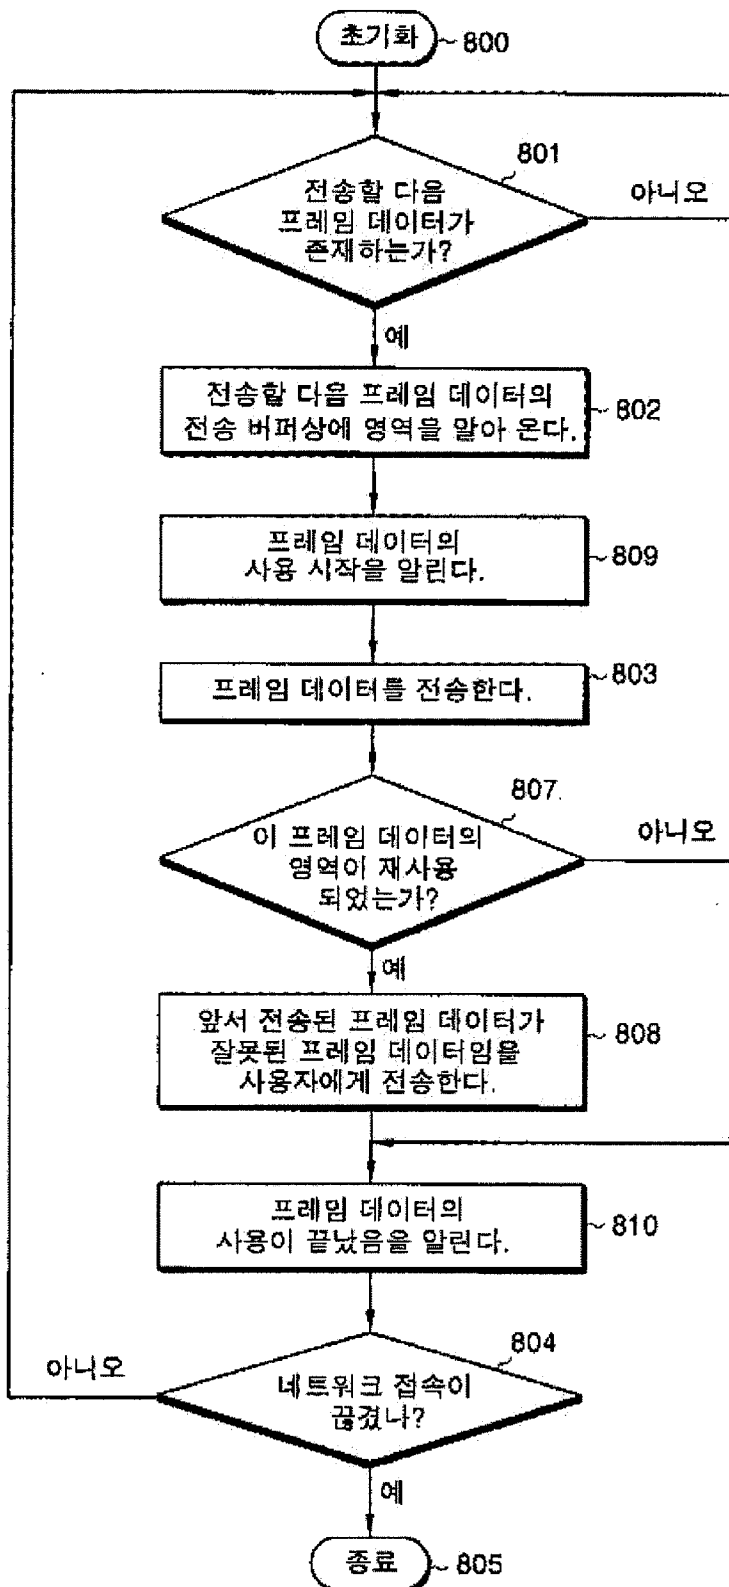 초기화
800
801
전송할 다음
프레임 데이터가
존재하는가?
아니오
예
전송할 다음 프레임 데이터의
전송 버퍼상에 영역을 알아 온다.
802
프레임 데이터의
사용 시작을 알린다.
809
프레임 데이터를 전송한다.
803
807
이 프레임 데이터의
영역이 재사용
되었는가?
아니오
예
앞서 전송된 프레임 데이터가
잘못된 프레임 데이터임을
사용자에게 전송한다.
808
프레임 데이터의
사용이 끝났음을 알린다.
810
804
네트워크 접속이
끊겼나?
아니오
예
종료
805